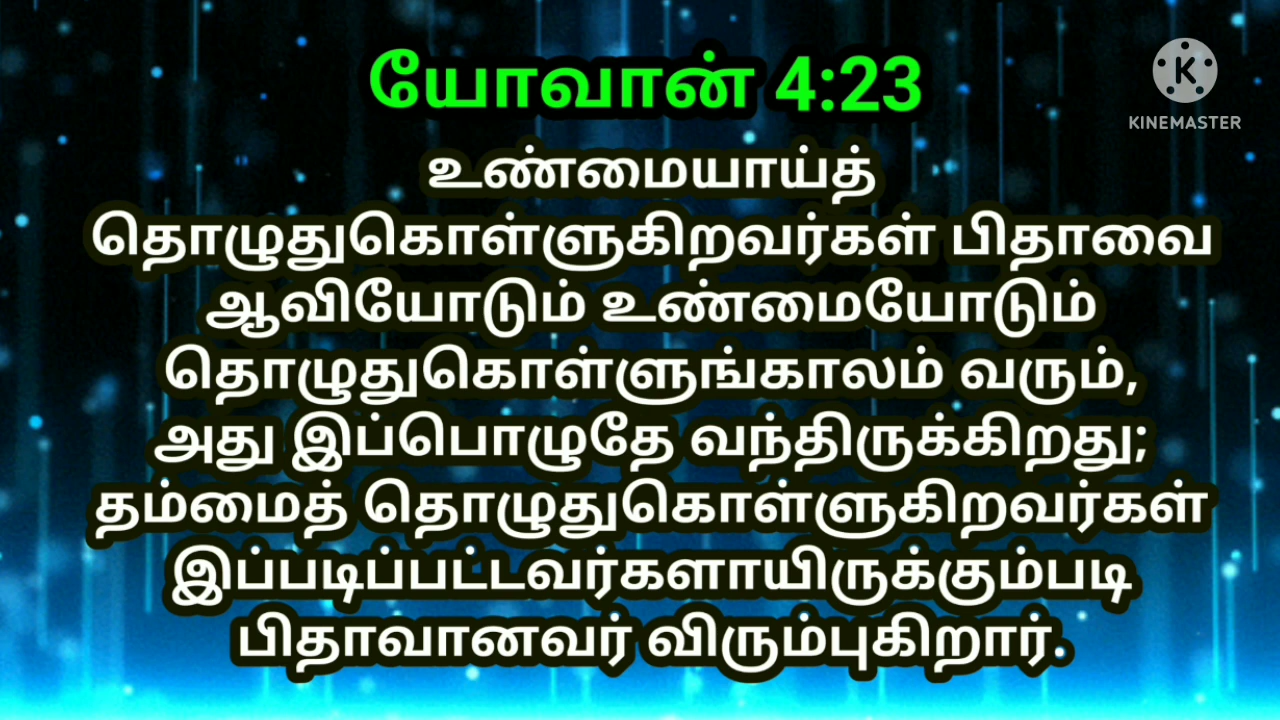 யோவான் 4:23
KINEMASTER
உண்மையாய்த்
தொழுதுகொள்ளுகிறவர்கள் பிதாவை
ஆவியோடும் உண்மையோடும்
தொழுதுகொள்ளுங்காலம் வரும்,
அது இப்பொழுதே வந்திருக்கிறது;
தம்மைத் தொழுதுகொள்ளுகிறவர்கள்
இப்படிப்பட்டவர்களாயிருக்கும்படி
பிதாவானவர் விரும்புகிறார்.